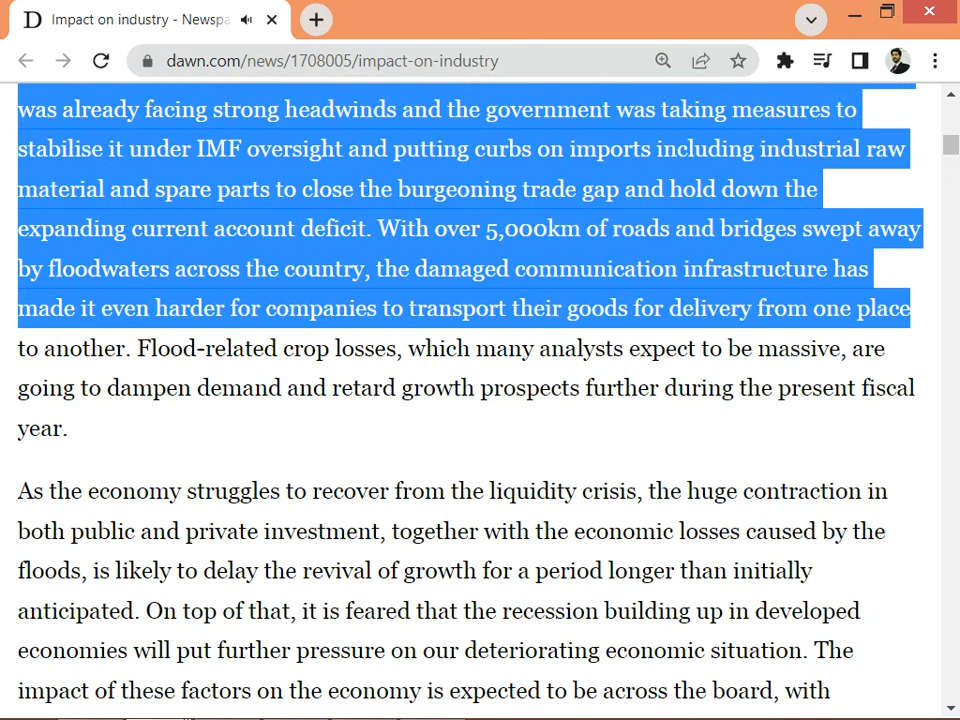 D Impact on industry - Newspa
dawn.com/news/1708005/impact-on-industry
was already facing strong headwinds and the government was taking measures to
stabilise it under IMF oversight and putting curbs on imports including industrial raw
material and spare parts to close the burgeoning trade gap and hold down the
expanding current account deficit. With over 5,000km of roads and bridges swept away
by floodwaters across the country, the damaged communication infrastructure has
made it even harder for companies to transport their goods for delivery from one place
to another. Flood-related crop losses, which many analysts expect to be massive, are
going to dampen demand and retard growth prospects further during the present fiscal
year.
As the economy struggles to recover from the liquidity crisis, the huge contraction in
both public and private investment, together with the economic losses caused by the
floods, is likely to delay the revival of growth for a period longer than initially
anticipated. On top of that, it is feared that the recession building up in developed
economies will put further pressure on our deteriorating economic situation. The
impact of these factors on the economy is expected to be across the board, with